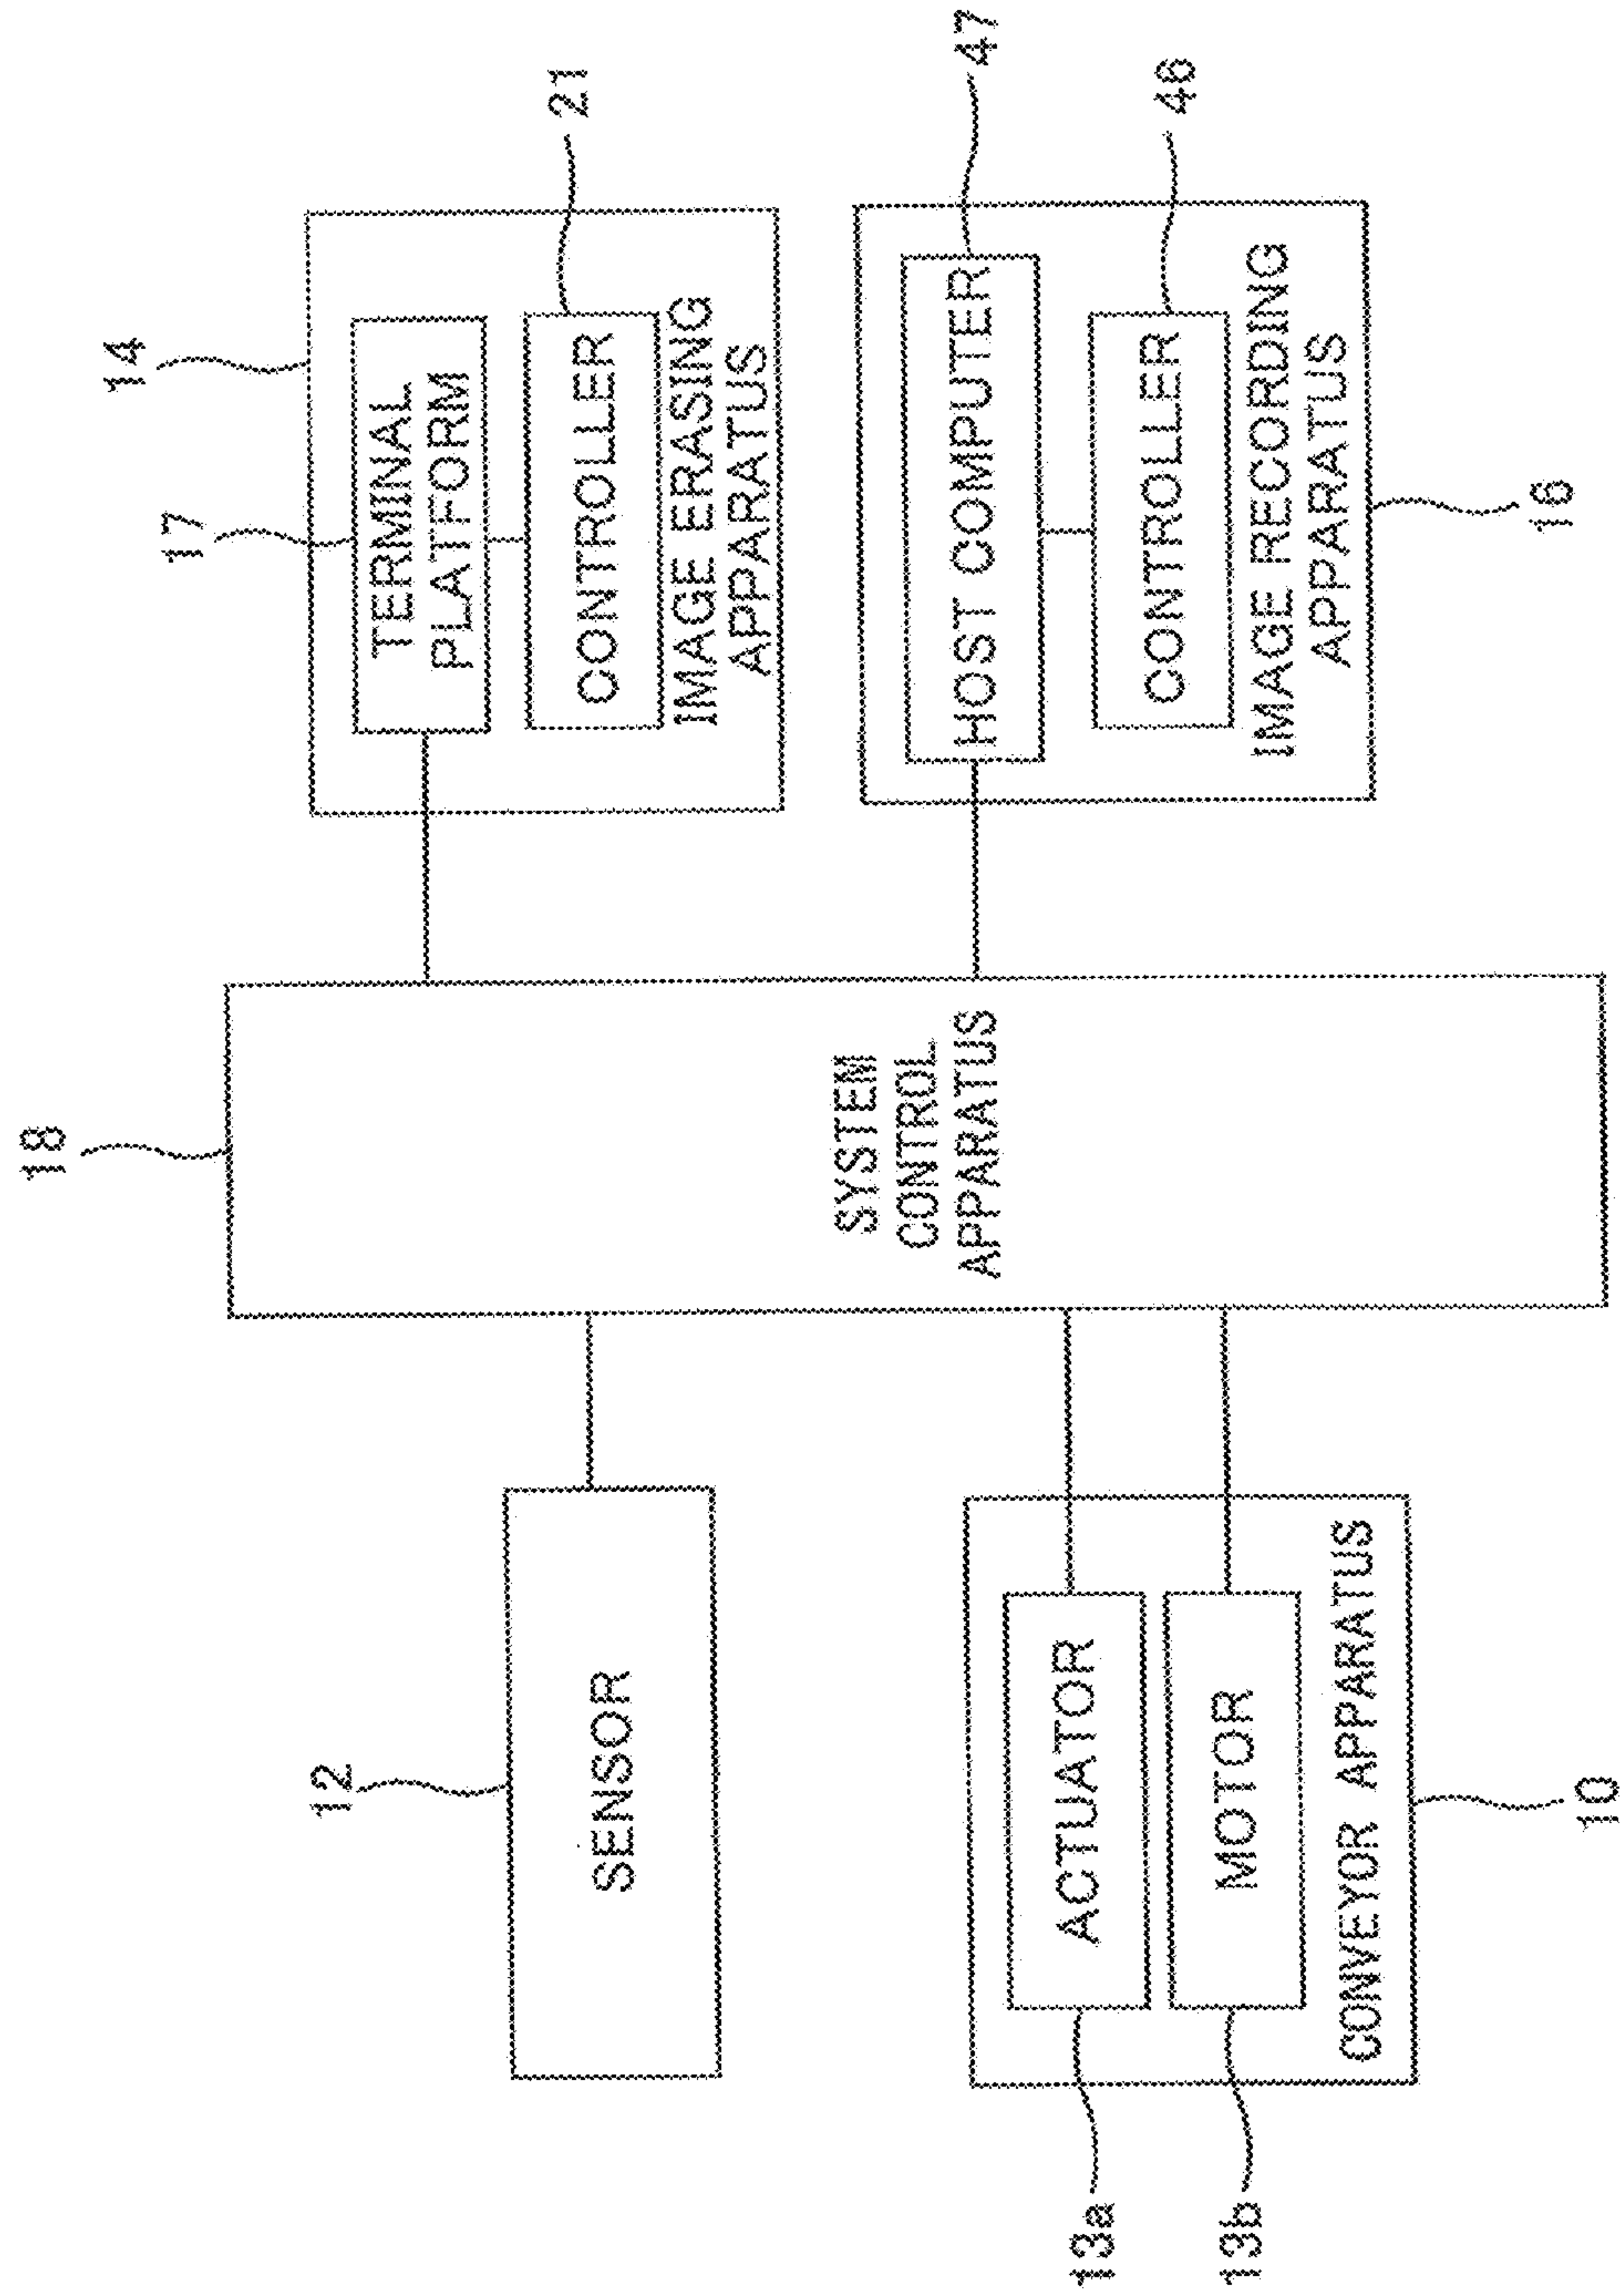 18
14
17
TERMINAL
PLATFORM
21
CONTROLLER
IMAGE ERASING
APPARATUS
12
SENSOR
SYSTEM
CONTROL
APPARATUS
47
HOST COMPUTER
46
CONTROLLER
IMAGE RECORDING
APPARATUS
16
13a
ACTUATOR
13b
MOTOR
CONVEYOR APPARATUS
10